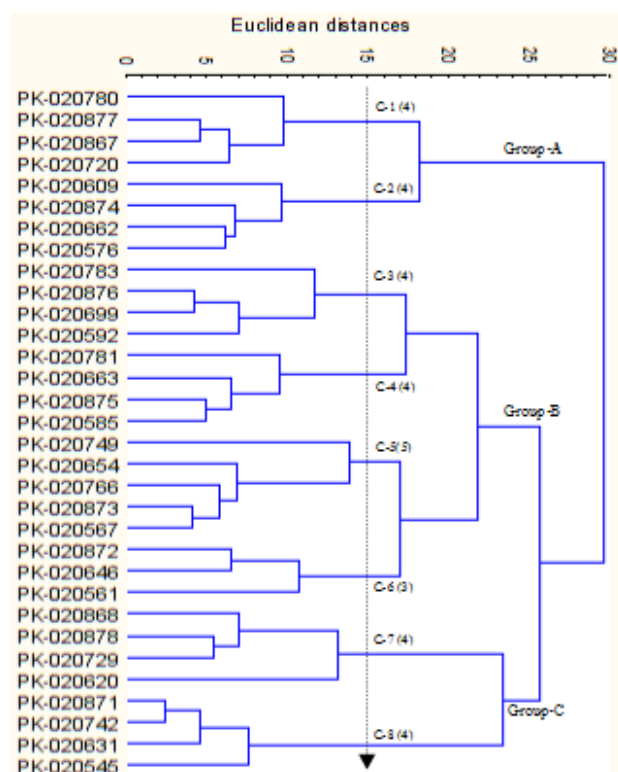 Euclidean distances
0 5 10 15 20 25 30
PK-020780
C-1 (4)
PK-020877
PK-020867
Group-A
PK-020720
PK-020609
C-2 (4)
PK-020874
PK-020662
PK-020576
PK-020783
C-3 (4)
PK-020876
PK-020699
PK-020592
PK-020781
PK-020663
C-4 (4)
PK-020875
Group-B
PK-020585
PK-020749
C-5(5)
PK-020654
PK-020766
PK-020873
PK-020567
PK-020872
PK-020646
C-6 (3)
PK-020561
PK-020868
PK-020878
C-7 (4)
PK-020729
PK-020620
PK-020871
Group-C
PK-020742
C-8 (4)
PK-020631
PK-020545